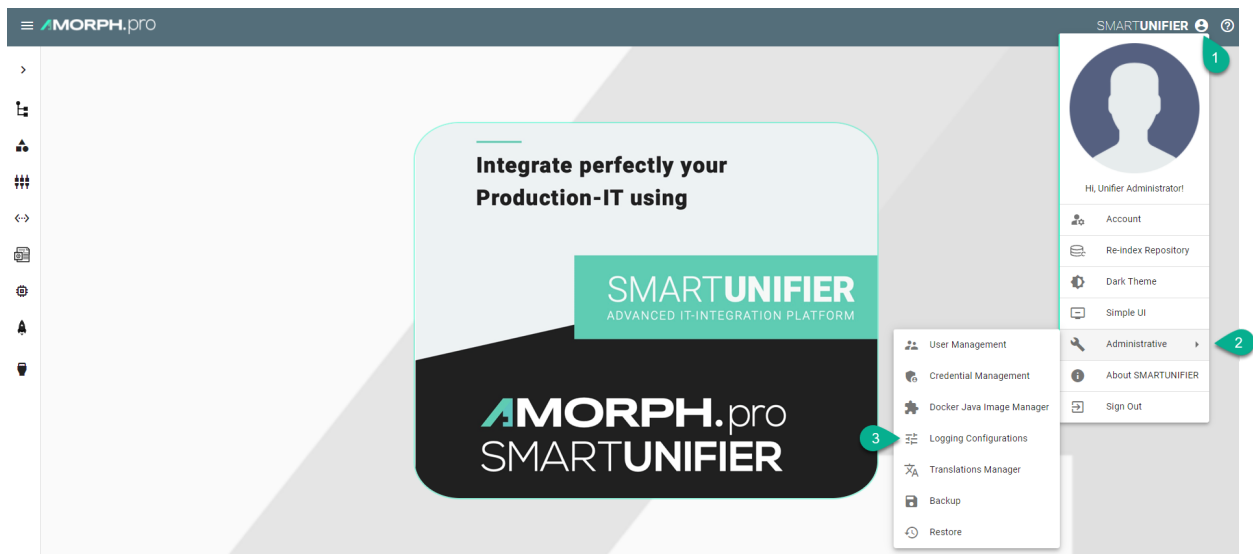 AMORPH.pro
SMARTUNIFIER
1
Integrate perfectly your
Production-IT using
SMARTUNIFIER
ADVANCED IT-INTEGRATION PLATFORM
AMORPH.pro
SMARTUNIFIER
Hi, Unifier Administrator!
Account
Re-index Repository
Dark Theme
Simple UI
Administrative
2
About SMARTUNIFIER
Sign Out
User Management
Credential Management
Docker Java Image Manager
3
Logging Configurations
Translations Manager
Backup
Restore